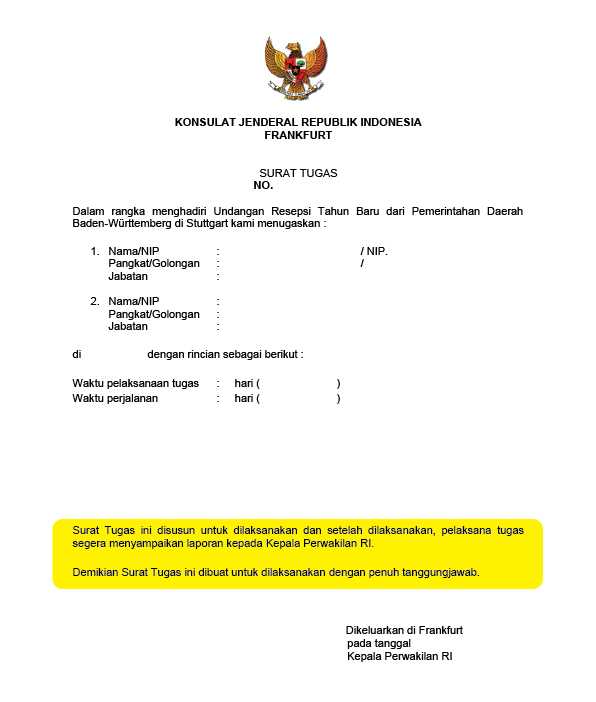 KONSULAT JENDERAL REPUBLIK INDONESIA
FRANKFURT
SURAT TUGAS
NO.
Dalam rangka menghadiri Undangan Resepsi Tahun Baru dari Pemerintahan Daerah
Baden-Württemberg di Stuttgart kami menugaskan :
1. Nama/NIP : / NIP.
Pangkat/Golongan : /
Jabatan :
2. Nama/NIP :
Pangkat/Golongan :
Jabatan :
di dengan rincian sebagai berikut :
Waktu pelaksanaan tugas : hari ( )
Waktu perjalanan : hari ( )
Surat Tugas ini disusun untuk dilaksanakan dan setelah dilaksanakan, pelaksana tugas
segera menyampaikan laporan kepada Kepala Perwakilan RI.
Demikian Surat Tugas ini dibuat untuk dilaksanakan dengan penuh tanggungjawab.
Dikeluarkan di Frankfurt
pada tanggal
Kepala Perwakilan RI